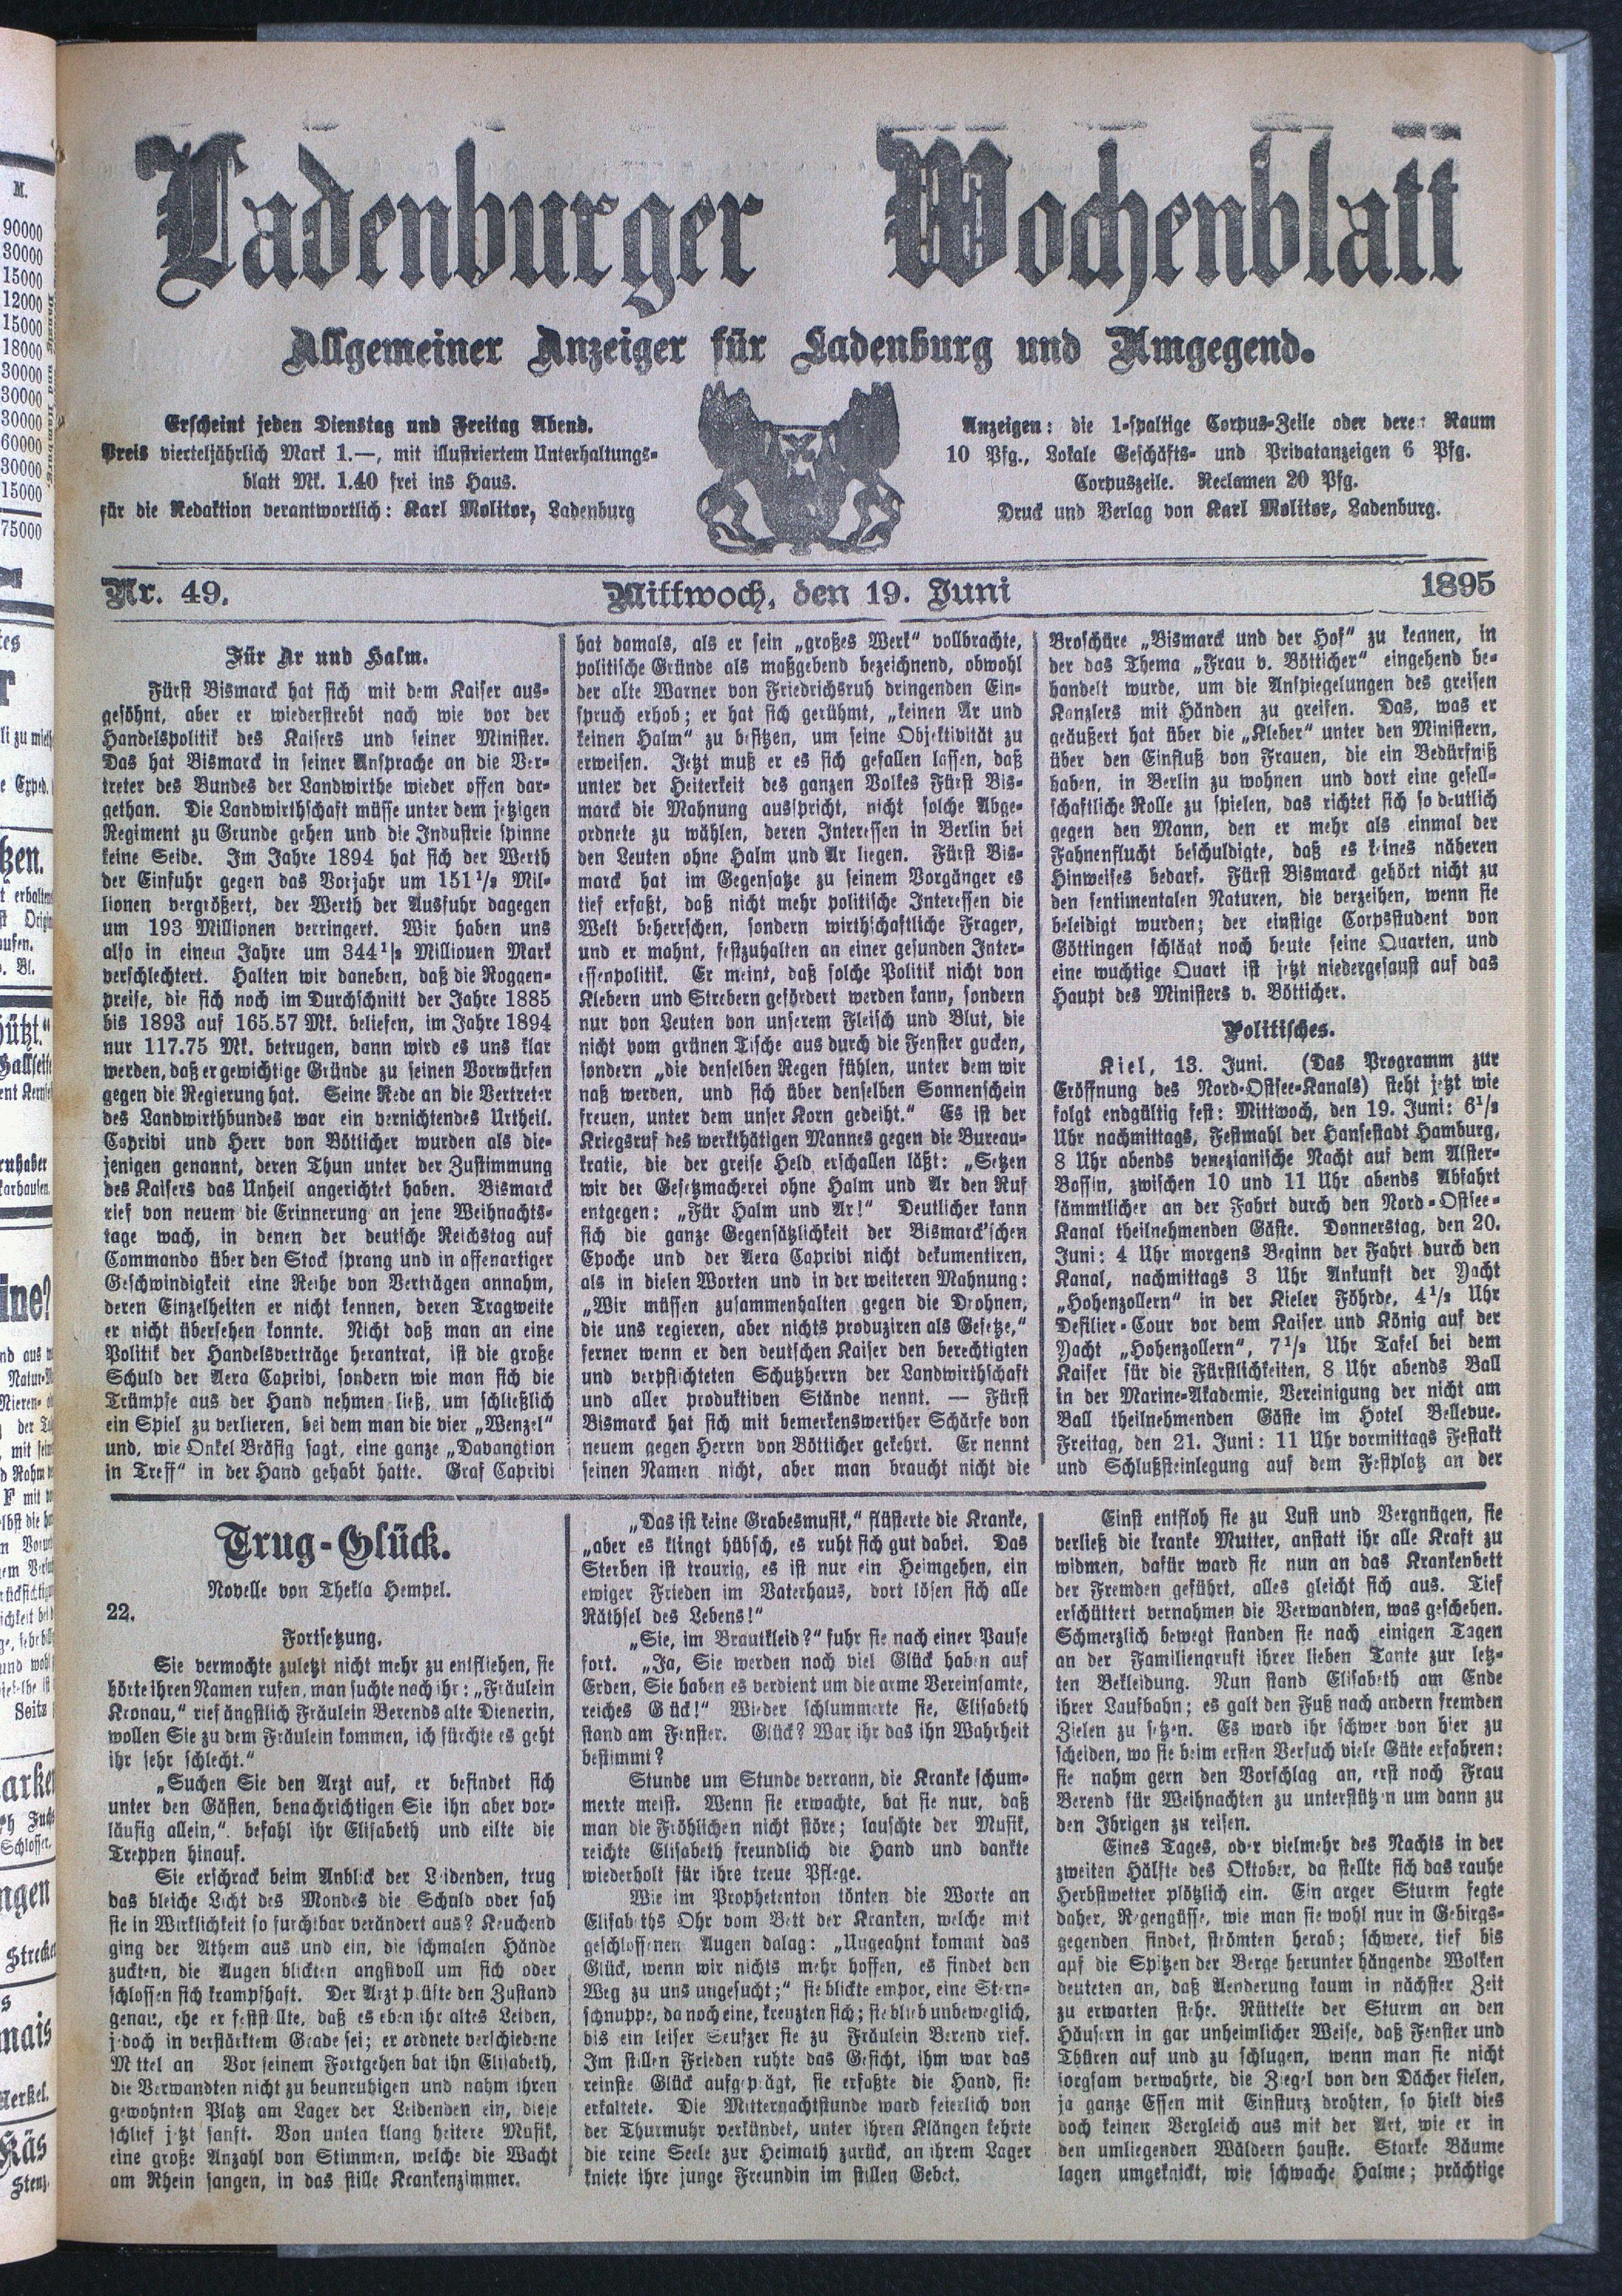 Ladenburger Wochenblatt
Allgemeiner Anzeiger für Ladenburg und Umgegend.
Erscheint jeden Dienstag und Freitag Abend.
Preis vierteljährlich Mark 1.—, mit illustriertem Unterhaltungs-
blatt Mk. 1.40 frei ins Haus.
für die Redaktion verantwortlich: Karl Molitor, Ladenburg
Anzeigen: die 1-spaltige Corpus-Zeile oder deren Raum
10 Pfg., Lokale Geschäfts- und Privatanzeigen 6 Pfg.
Corpuszeile. Reclamen 20 Pfg.
Druck und Verlag von Karl Molitor, Ladenburg.
Nr. 49. Mittwoch, den 19. Juni 1895
Für Ar und Halm.
Fürst Bismarck hat sich mit dem Kaiser aus-
gesöhnt, aber er wiederstrebt nach wie vor der
Handelspolitik des Kaisers und seiner Minister.
Das hat Bismarck in seiner Ansprache an die Ver-
treter des Bundes der Landwirthe wieder offen dar-
gethan. Die Landwirthschaft müsse unter dem jetzigen
Regiment zu Grunde gehen und die Industrie spinne
keine Seide. Im Jahre 1894 hat sich der Werth
der Einfuhr gegen das Vorjahr um 151 1/2 Mil-
lionen vergrößert, der Werth der Ausfuhr dagegen
um 193 Millionen verringert. Wir haben uns
also in einem Jahre um 344 1/2 Millionen Mark
verschlechtert. Halten wir daneben, daß die Roggen-
preise, die sich noch im Durchschnitt der Jahre 1885
bis 1893 auf 165.57 Mk. beliefen, im Jahre 1894
nur 117.75 Mk. betrugen, dann wird es uns klar
werden, daß er gewichtige Gründe zu seinen Vorwürfen
gegen die Regierung hat. Seine Rede an die Vertreter
des Landwirthbundes war ein vernichtendes Urtheil.
Caprivi und Herr von Bötticher wurden als die-
jenigen genannt, deren Thun unter der Zustimmung
des Kaisers das Unheil angerichtet haben. Bismarck
rief von neuem die Erinnerung an jene Weihnachts-
tage wach, in denen der deutsche Reichstag auf
Commando über den Stock sprang und in affenartiger
Geschwindigkeit eine Reihe von Verträgen annahm,
deren Einzelheiten er nicht kennen, deren Tragweite
er nicht übersehen konnte. Nicht daß man an eine
Politik der Handelsverträge herantrat, ist die große
Schuld der Aera Caprivi, sondern wie man sich die
Trümpfe aus der Hand nehmen ließ, um schließlich
ein Spiel zu verlieren, bei dem man die vier „Wenzel"
und, wie Onkel Bräsig sagt, eine ganze „Davangtion
in Treff" in der Hand gehabt hatte. Graf Caprivi
hat damals, als er sein „großes Werk" vollbrachte,
politische Gründe als maßgebend bezeichnend, obwohl
der alte Warner von Friedrichsruh dringenden Ein-
spruch erhob; er hat sich gerühmt, „keinen Ar und
keinen Halm" zu besitzen, um seine Objektivität zu
erweisen. Jetzt muß er es sich gefallen lassen, daß
unter der Heiterkeit des ganzen Volkes Fürst Bis-
marck die Mahnung ausspricht, nicht solche Abge-
ordnete zu wählen, deren Interessen in Berlin bei
den Leuten ohne Halm und Ar liegen. Fürst Bis-
marck hat im Gegensatze zu seinem Vorgänger es
tief erfaßt, daß nicht mehr politische Interessen die
Welt beherrschen, sondern wirthschaftliche Fragen,
und er mahnt, festzuhalten an einer gesunden Inter-
essenpolitik. Er meint, daß solche Politik nicht von
Klebern und Strebern gefördert werden kann, sondern
nur von Leuten von unserem Fleisch und Blut, die
nicht vom grünen Tische aus durch die Fenster gucken,
sondern „die denselben Regen fühlen, unter dem wir
naß werden, und sich über denselben Sonnenschein
freuen, unter dem unser Korn gedeiht." Es ist der
Kriegsruf des werkthätigen Mannes gegen die Bureau-
kratie, die der greise Held erschallen läßt: „Setzen
wir der Gesetzmacherei ohne Halm und Ar den Ruf
entgegen: „Für Halm und Ar!" Deutlicher kann
sich die ganze Gegensätzlichkeit der Bismarck'schen
Epoche und der Aera Caprivi nicht dekumentiren,
als in diesen Worten und in der weiteren Mahnung:
„Wir müssen zusammenhalten gegen die Drohnen,
die uns regieren, aber nichts produziren als Gesetze,"
ferner wenn er den deutschen Kaiser den berechtigten
und verpflichteten Schutzherrn der Landwirthschaft
und aller produktiven Stände nennt. — Fürst
Bismarck hat sich mit bemerkenswerther Schärfe von
neuem gegen Herrn von Bötticher gekehrt. Er nennt
seinen Namen nicht, aber man braucht nicht die
Broschüre „Bismarck und der Hof" zu kennen, in
der das Thema „Frau v. Bötticher" eingehend be-
handelt wurde, um die Anspiegelungen des greisen
Kanzlers mit Händen zu greifen. Das, was er
geäußert hat über die „Kleber" unter den Ministern,
über den Einfluß von Frauen, die ein Bedürfniß
haben, in Berlin zu wohnen und dort eine gesell-
schaftliche Rolle zu spielen, das richtet sich so deutlich
gegen den Mann, den er mehr als einmal der
Fahnenflucht beschuldigte, daß es keines näheren
Hinweises bedarf. Fürst Bismarck gehört nicht zu
den sentimentalen Naturen, die verzeihen, wenn sie
beleidigt wurden; der einstige Corpsstudent von
Göttingen schlägt noch heute seine Quarten, und
eine wuchtige Quart ist jetzt niedergesaust auf das
Haupt des Ministers v. Bötticher.
Politisches.
Kiel, 13. Juni. (Das Programm zur
Eröffnung des Nord-Ostsee-Kanals) steht jetzt wie
folgt endgültig fest: Mittwoch, den 19. Juni: 6 1/2
Uhr nachmittags, Festmahl der Hansestadt Hamburg,
8 Uhr abends venezianische Nacht auf dem Alster-
Bassin, zwischen 10 und 11 Uhr abends Abfahrt
sämmtlicher an der Fahrt durch den Nord-Ostsee-
Kanal theilnehmenden Gäste. Donnerstag, den 20.
Juni: 4 Uhr morgens Beginn der Fahrt durch den
Kanal, nachmittags 3 Uhr Ankunft der Yacht
„Hohenzollern" in der Kieler Föhrde, 4 1/2 Uhr
Defilier-Cour vor dem Kaiser und König auf der
Yacht „Hohenzollern", 7 1/2 Uhr Tafel bei dem
Kaiser für die Fürstlichkeiten, 8 Uhr abends Ball
in der Marine-Akademie, Vereinigung der nicht am
Ball theilnehmenden Gäste im Hotel Bellevue.
Freitag, den 21. Juni: 11 Uhr vormittags Festakt
und Schlußsteinlegung auf dem Festplatz an der
Trug-Glück.
Novelle von Thekla Hempel.
22.
Fortsetzung.
Sie vermochte zuletzt nicht mehr zu entfliehen, sie
hörte ihren Namen rufen, man suchte nach ihr: „Fräulein
Kronau," rief ängstlich Fräulein Berends alte Dienerin,
wollen Sie zu dem Fräulein kommen, ich fürchte es geht
ihr sehr schlecht."
„Suchen Sie den Arzt auf, er befindet sich
unter den Gästen, benachrichtigen Sie ihn aber vor-
läufig allein,". befahl ihr Elisabeth und eilte die
Treppen hinauf.
Sie erschrack beim Anblick der Leidenden, trug
das bleiche Licht des Mondes die Schuld oder sah
sie in Wirklichkeit so furchtbar verändert aus? Keuchend
ging der Athem aus und ein, die schmalen Hände
zuckten, die Augen blickten angstvoll um sich oder
schlossen sich krampfhaft. Der Arzt prüfte den Zustand
genau, ehe er feststellte, daß es eben ihr altes Leiden,
jedoch in verstärktem Grade sei; er ordnete verschiedene
Mittel an Vor seinem Fortgehen bat ihn Elisabeth,
die Verwandten nicht zu beunruhigen und nahm ihren
gewohnten Platz am Lager der Leidenden ein, diese
schlief jetzt sanft. Von unten klang heitere Musik,
eine große Anzahl von Stimmen, welche die Wacht
am Rhein sangen, in das stille Krankenzimmer.
„Das ist keine Grabesmusik," flüsterte die Kranke,
„aber es klingt hübsch, es ruht sich gut dabei. Das
Sterben ist traurig, es ist nur ein Heimgehen, ein
ewiger Frieden im Vaterhaus, dort lösen sich alle
Räthsel des Lebens!"
„Sie, im Brautkleid?" fuhr sie nach einer Pause
fort. „Ja, Sie werden noch viel Glück haben auf
Erden, Sie haben es verdient um die arme Vereinsamte,
reiches Gück!" Wieder schlummerte sie, Elisabeth
stand am Fenster. Glück? War ihr das ihn Wahrheit
bestimmt?
Stunde um Stunde verrann, die Kranke schum-
merte meist. Wenn sie erwachte, bat sie nur, daß
man die Fröhlichen nicht störe; lauschte der Musik,
reichte Elisabeth freundlich die Hand und dankte
wiederholt für ihre treue Pflege.
Wie im Prophetenton tönten die Worte an
Elisabeths Ohr vom Bett der Kranken, welche mit
geschlossenen Augen dalag: „Ungeahnt kommt das
Glück, wenn wir nichts mehr hoffen, es findet den
Weg zu uns ungesucht;" sie blickte empor, eine Stern-
schnuppe, da noch eine, kreuzten sich; sie blieb unbeweglich,
bis ein leiser Seufzer sie zu Fräulein Berend rief.
Im stillen Frieden ruhte das Gesicht, ihm war das
reinste Glück aufgeprägt, sie erfaßte die Hand, sie
erkaltete. Die Mitternachtstunde ward feierlich von
der Thurmuhr verkündet, unter ihren Klängen kehrte
die reine Seele zur Heimath zurück, an ihrem Lager
kniete ihre junge Freundin im stillen Gebet.
Einst entfloh sie zu Lust und Vergnügen, sie
verließ die kranke Mutter, anstatt ihr alle Kraft zu
widmen, dafür ward sie nun an das Krankenbett
der Fremden geführt, alles gleicht sich aus. Tief
erschüttert vernahmen die Verwandten, was geschehen.
Schmerzlich bewegt standen sie nach einigen Tagen
an der Familiengruft ihrer lieben Tante zur letz-
ten Bekleidung. Nun stand Elisabeth am Ende
ihrer Laufbahn; es galt den Fuß nach andern fremden
Zielen zu setzen. Es ward ihr schwer von hier zu
scheiden, wo sie beim ersten Versuch viele Güte erfahren:
sie nahm gern den Vorschlag an, erst noch Frau
Berend für Weihnachten zu unterstützen um dann zu
den Ihrigen zu reisen.
Eines Tages, oder vielmehr des Nachts in der
zweiten Hälfte des Oktober, da stellte sich das rauhe
Herbstwetter plötzlich ein. Ein arger Sturm fegte
daher, Regengüsse, wie man sie wohl nur in Gebirgs-
gegenden findet, strömten herab; schwere, tief bis
auf die Spitzen der Berge herunter hängende Wolken
deuteten an, daß Aenderung kaum in nächster Zeit
zu erwarten stehe. Rüttelte der Sturm an den
Häusern in gar unheimlicher Weise, daß Fenster und
Thüren auf und zu schlugen, wenn man sie nicht
sorgsam verwahrte, die Ziegel von den Dächer fielen,
ja ganze Essen mit Einsturz drohten, so hielt dies
doch keinen Vergleich aus mit der Art, wie er in
den umliegenden Wäldern hauste. Starke Bäume
lagen umgeknickt, wie schwache Halme; prächtige